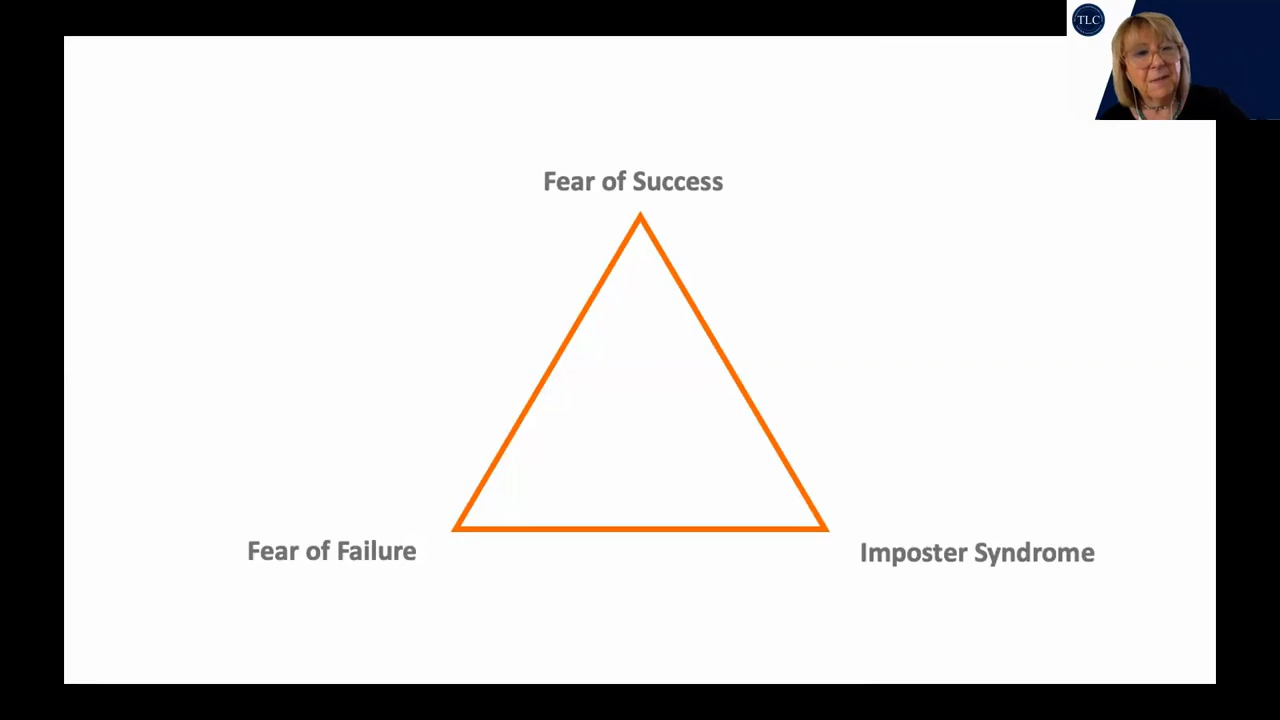 TLC
Fear of Success
Fear of Failure
Imposter Syndrome